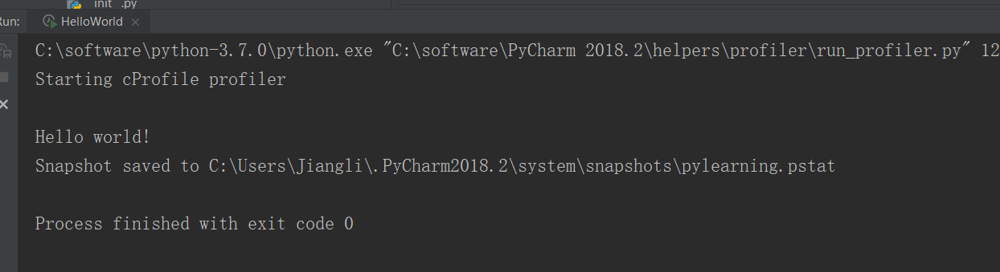 init .py
Run:
HelloWorld
C:\software\python-3.7.0\python.exe "C:\software\PyCharm 2018.2\helpers\profiler\run_profiler.py" 12
Starting cProfile profiler
Hello world!
Snapshot saved to C:\Users\Jiangli\.PyCharm2018.2\system\snapshots\pylearning.pstat
Process finished with exit code 0